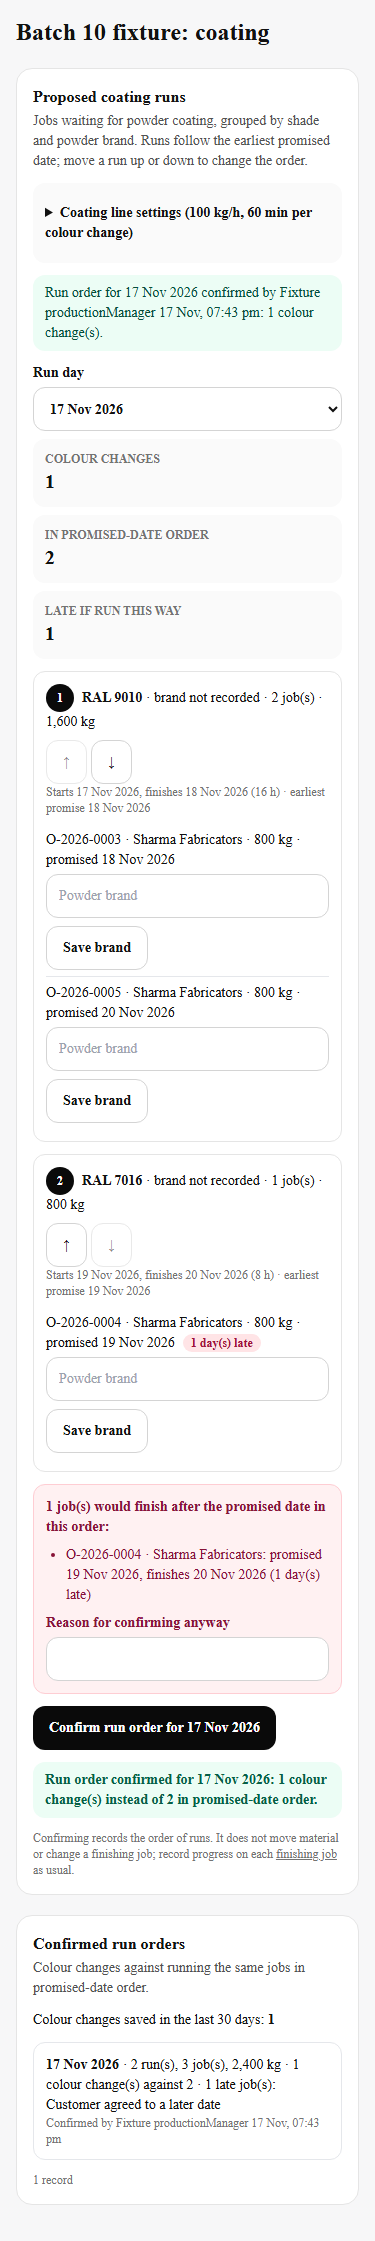 Batch 10 fixture: coating
Proposed coating runs
Jobs waiting for powder coating, grouped by shade
and powder brand. Runs follow the earliest promised
date; move a run up or down to change the order.
▶ Coating line settings (100 kg/h, 60 min per
colour change)
Run order for 17 Nov 2026 confirmed by Fixture
productionManager 17 Nov, 07:43 pm: 1 colour
change(s).
Run day
17 Nov 2026
COLOUR CHANGES
1
IN PROMISED-DATE ORDER
2
LATE IF RUN THIS WAY
1
1 RAL 9010 · brand not recorded · 2 job(s) ·
1,600 kg
↑ ↓
Starts 17 Nov 2026, finishes 18 Nov 2026 (16 h) · earliest
promise 18 Nov 2026
O-2026-0003 · Sharma Fabricators · 800 kg ·
promised 18 Nov 2026
Powder brand
Save brand
O-2026-0005 · Sharma Fabricators · 800 kg ·
promised 20 Nov 2026
Powder brand
Save brand
2 RAL 7016 · brand not recorded · 1 job(s) ·
800 kg
↑ ↓
Starts 19 Nov 2026, finishes 20 Nov 2026 (8 h) · earliest
promise 19 Nov 2026
O-2026-0004 · Sharma Fabricators · 800 kg ·
promised 19 Nov 2026 1 day(s) late
Powder brand
Save brand
1 job(s) would finish after the promised date in
this order:
• O-2026-0004 · Sharma Fabricators: promised
19 Nov 2026, finishes 20 Nov 2026 (1 day(s)
late)
Reason for confirming anyway
Confirm run order for 17 Nov 2026
Run order confirmed for 17 Nov 2026: 1 colour
change(s) instead of 2 in promised-date order.
Confirming records the order of runs. It does not move material
or change a finishing job; record progress on each finishing job
as usual.
Confirmed run orders
Colour changes against running the same jobs in
promised-date order.
Colour changes saved in the last 30 days: 1
17 Nov 2026 · 2 run(s), 3 job(s), 2,400 kg · 1
colour change(s) against 2 · 1 late job(s):
Customer agreed to a later date
Confirmed by Fixture productionManager 17 Nov, 07:43
pm
1 record